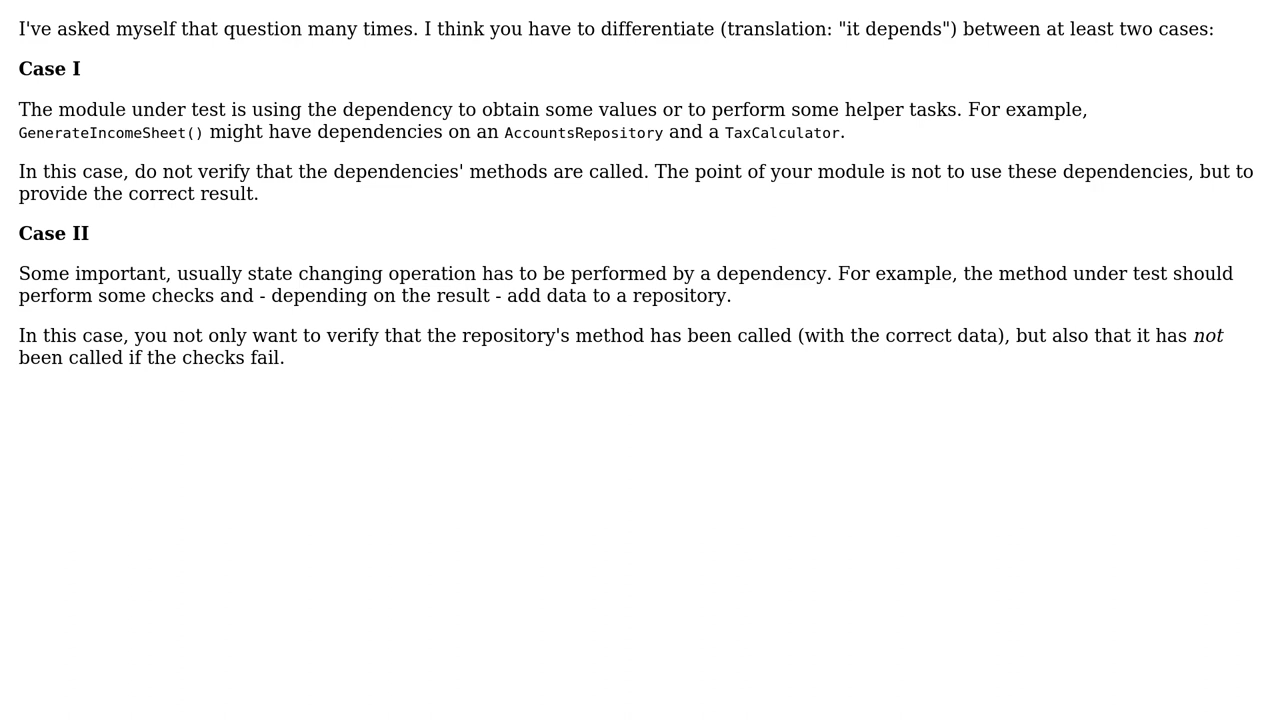 I've asked myself that question many times. I think you have to differentiate (translation: "it depends") between at least two cases:
Case I
The module under test is using the dependency to obtain some values or to perform some helper tasks. For example,
GenerateIncomeSheet() might have dependencies on an AccountsRepository and a TaxCalculator.
In this case, do not verify that the dependencies' methods are called. The point of your module is not to use these dependencies, but to
provide the correct result.
Case II
Some important, usually state changing operation has to be performed by a dependency. For example, the method under test should
perform some checks and - depending on the result - add data to a repository.
In this case, you not only want to verify that the repository's method has been called (with the correct data), but also that it has not
been called if the checks fail.